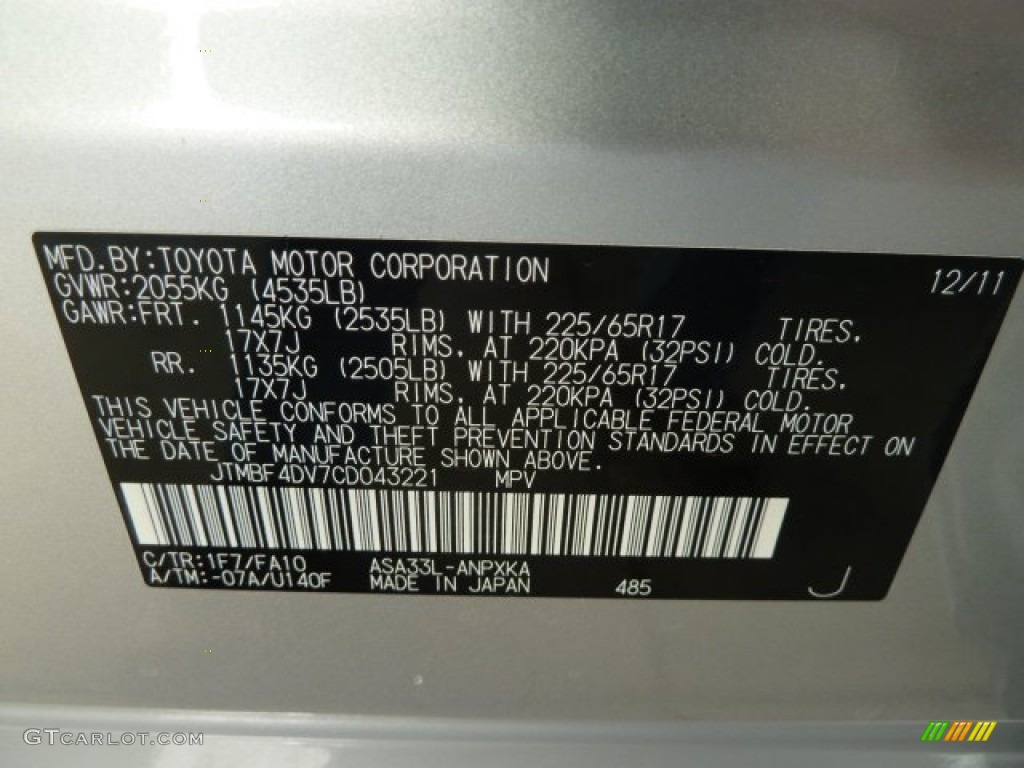 MFD.BY:TOYOTA MOTOR CORPORATION 12/11
GVWR:2055KG (4535LB)
GAWR:FRT. 1145KG (2535LB) WITH 225/65R17 TIRES.
17X7J RIMS. AT 220KPA (32PSI) COLD.
RR. 1135KG (2505LB) WITH 225/65R17 TIRES.
17X7J RIMS. AT 220KPA (32PSI) COLD.
THIS VEHICLE CONFORMS TO ALL APPLICABLE FEDERAL MOTOR
VEHICLE SAFETY AND THEFT PREVENTION STANDARDS IN EFFECT ON
THE DATE OF MANUFACTURE SHOWN ABOVE.
JTMBF4DV7CD043221 MPV
C/TR:1F7/FA10 ASA33L-ANPXKA
A/TM:-07A/U140F MADE IN JAPAN 485 J
GTCARLOT.COM